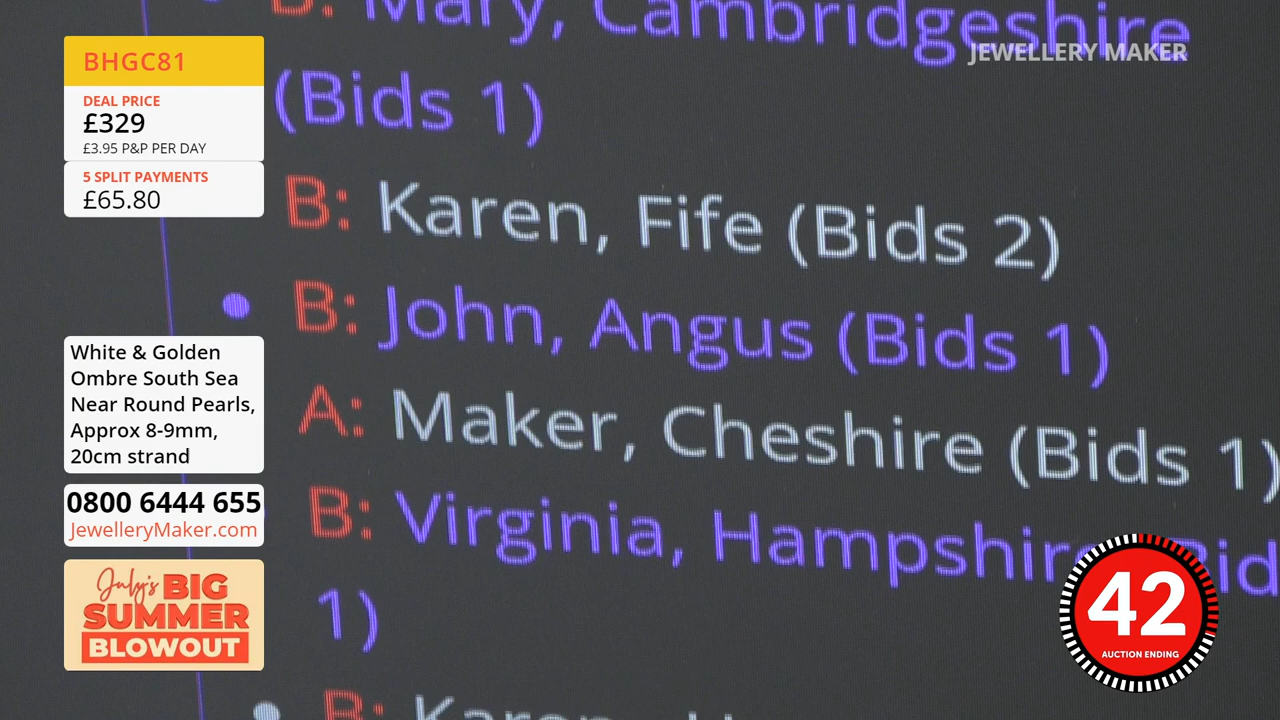 BHGC81
DEAL PRICE
£329
£3.95 P&P PER DAY
5 SPLIT PAYMENTS
£65.80
White & Golden
Ombre South Sea
Near Round Pearls,
Approx 8-9mm,
20cm strand
0800 6444 655
JewelleryMaker.com
July's BIG
SUMMER
BLOWOUT
JEWELLERY MAKER
B: Mary, Cambridgeshire
(Bids 1)
B: Karen, Fife (Bids 2)
B: John, Angus (Bids 1)
A: Maker, Cheshire (Bids 1)
B: Virginia, Hampshire
1)
B: Karen,
42
AUCTION ENDING